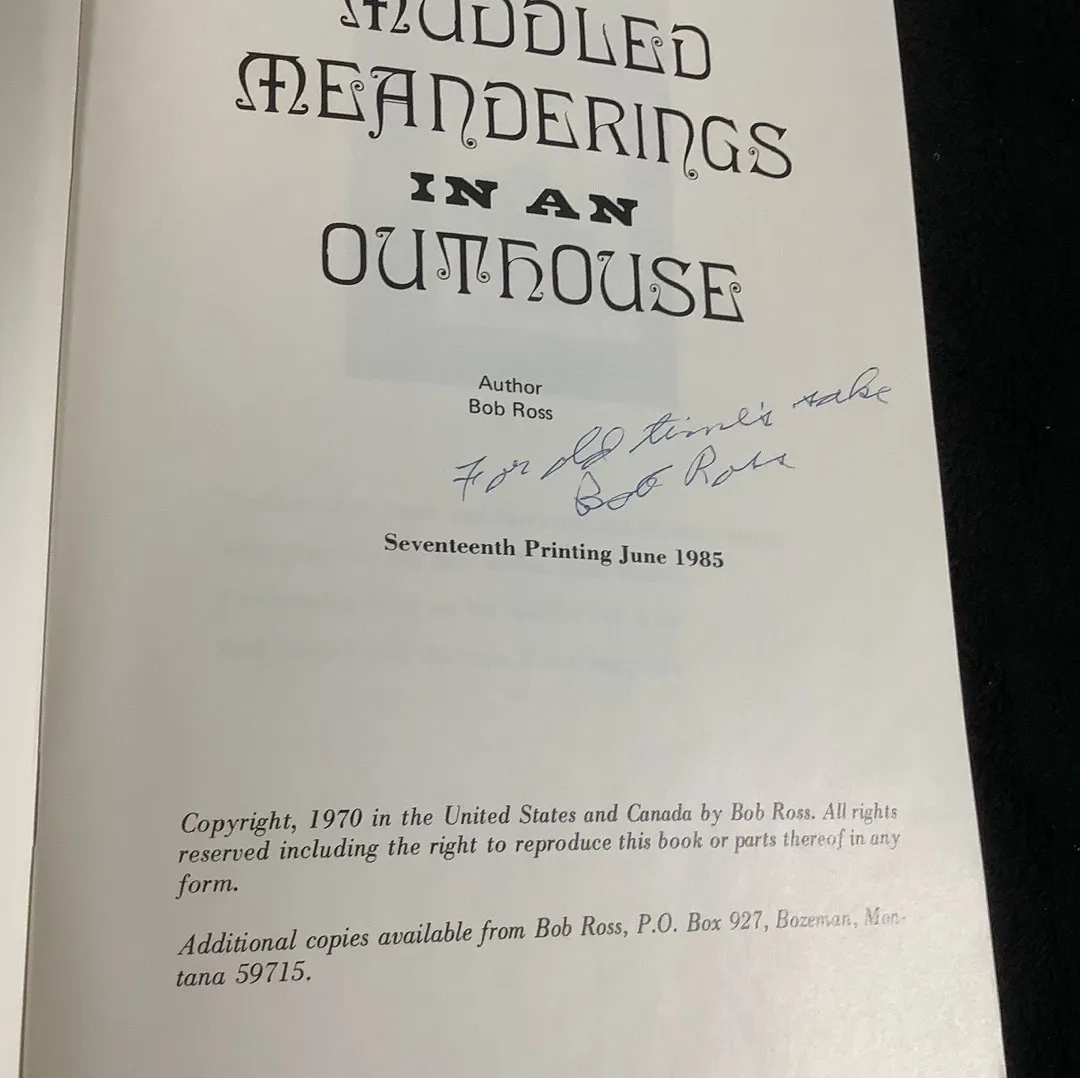 MUDDLED
MEANDERINGS
IN AN
OUTHOUSE
Author
Bob Ross
For old time's sake
Bob Ross
Seventeenth Printing June 1985
Copyright, 1970 in the United States and Canada by Bob Ross. All rights
reserved including the right to reproduce this book or parts thereof in any
form.
Additional copies available from Bob Ross, P.O. Box 927, Bozeman, Mon-
tana 59715.